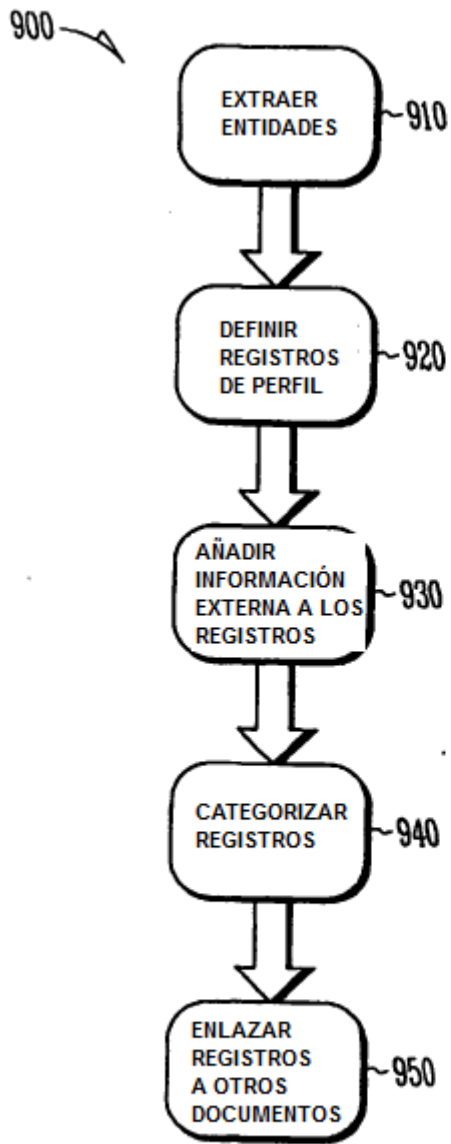 900
EXTRAER
ENTIDADES
910
DEFINIR
REGISTROS
DE PERFIL
920
AÑADIR
INFORMACIÓN
EXTERNA A LOS
REGISTROS
930
CATEGORIZAR
REGISTROS
940
ENLAZAR
REGISTROS
A OTROS
DOCUMENTOS
950